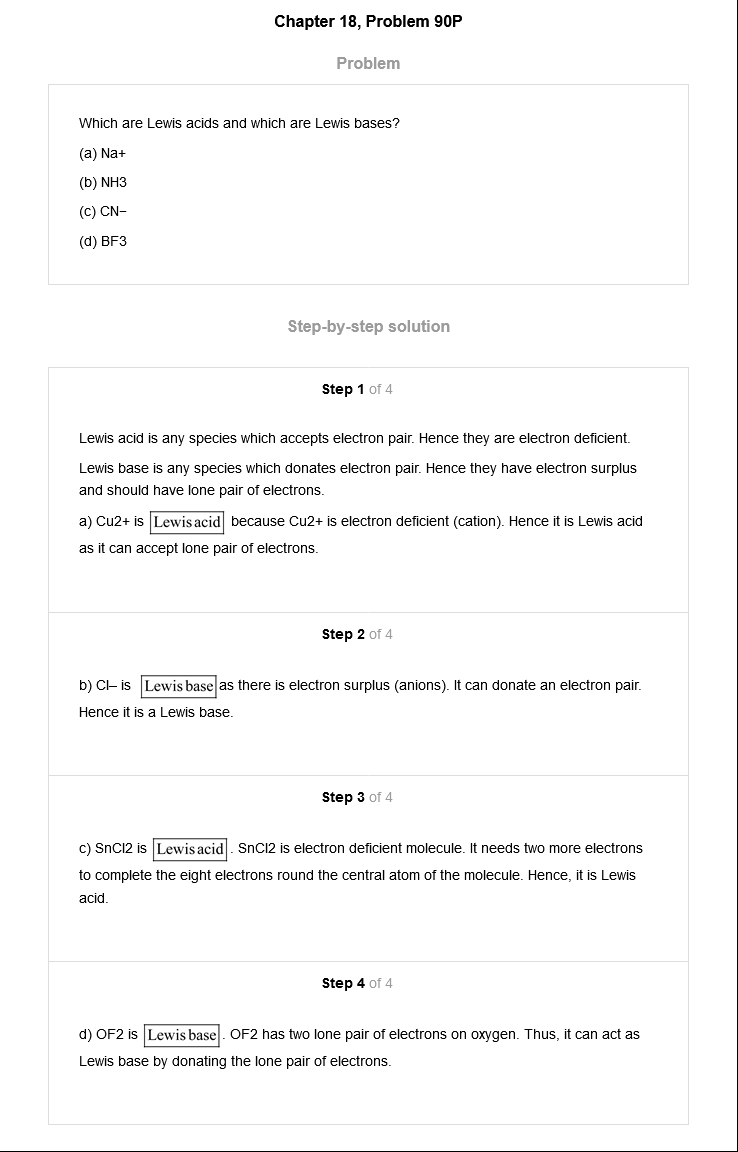 Chapter 18, Problem 90P
Problem
Which are Lewis acids and which are Lewis bases?
(a) Na+
(b) NH3
(c) CN−
(d) BF3
Step-by-step solution
Step 1 of 4
Lewis acid is any species which accepts electron pair. Hence they are electron deficient.
Lewis base is any species which donates electron pair. Hence they have electron surplus
and should have lone pair of electrons.
a) Cu2+ is Lewis acid because Cu2+ is electron deficient (cation). Hence it is Lewis acid
as it can accept lone pair of electrons.
Step 2 of 4
b) Cl– is Lewis base as there is electron surplus (anions). It can donate an electron pair.
Hence it is a Lewis base.
Step 3 of 4
c) SnCl2 is Lewis acid. SnCl2 is electron deficient molecule. It needs two more electrons
to complete the eight electrons round the central atom of the molecule. Hence, it is Lewis
acid.
Step 4 of 4
d) OF2 is Lewis base. OF2 has two lone pair of electrons on oxygen. Thus, it can act as
Lewis base by donating the lone pair of electrons.